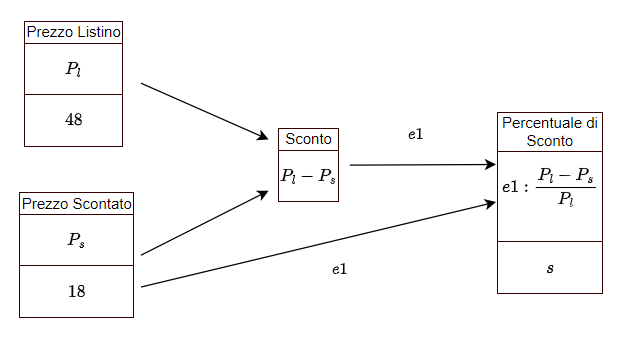 Prezzo Listino
P_l
48
Prezzo Scontato
P_s
18
Sconto
P_l − P_s
e1
e1
Percentuale di
Sconto
e1 : \frac{P_l − P_s}{P_l}
s